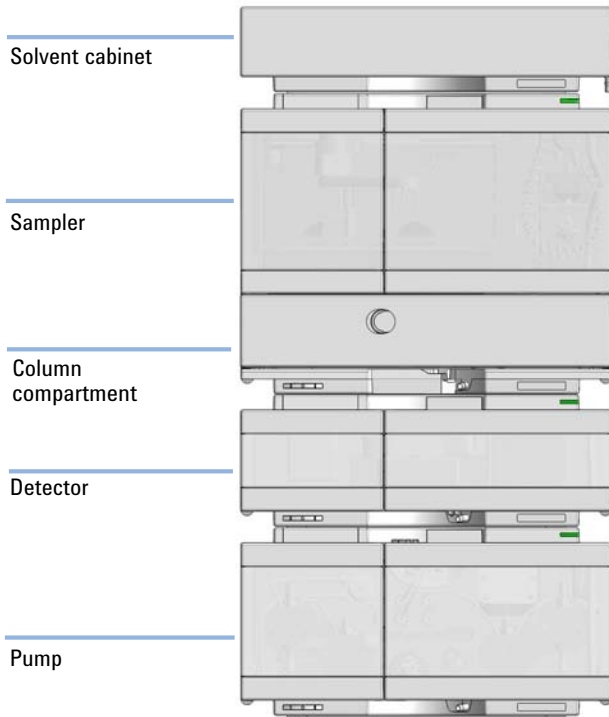 Solvent cabinet
Sampler
Column
compartment
Detector
Pump